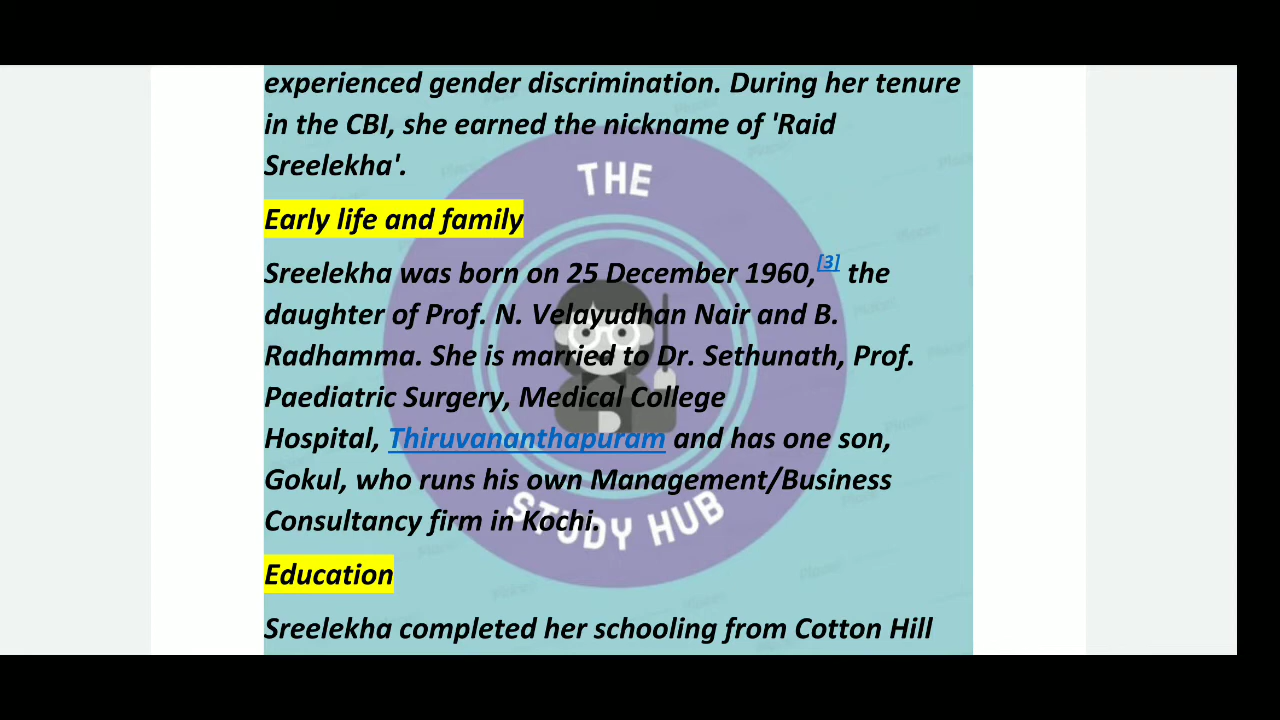 experienced gender discrimination. During her tenure
in the CBI, she earned the nickname of 'Raid
Sreelekha'.
THE
Early life and family
Sreelekha was born on 25 December 1960,[3] the
daughter of Prof. N. Velayudhan Nair and B.
Radhamma. She is married to Dr. Sethunath, Prof.
Paediatric Surgery, Medical College
Hospital, Thiruvananthapuram and has one son,
Gokul, who runs his own Management/Business
Consultancy firm in Kochi.
STUDY HUB
Education
Sreelekha completed her schooling from Cotton Hill